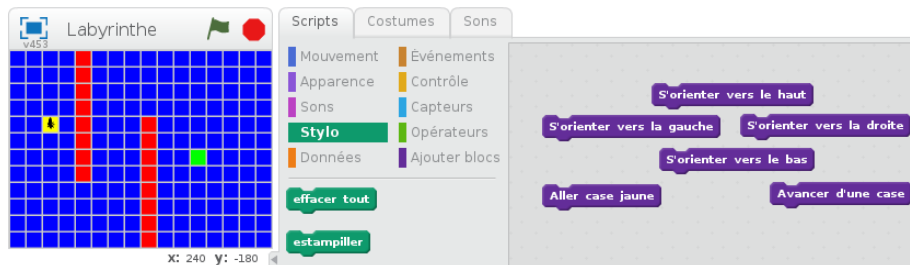 Labyrinthe
v453
x: 240 y: -180
Scripts Costumes Sons
Mouvement Événements
Apparence Contrôle
Sons Capteurs
Stylo Opérateurs
Données Ajouter blocs
effacer tout
estampiller
S'orienter vers le haut
S'orienter vers la gauche S'orienter vers la droite
S'orienter vers le bas
Aller case jaune Avancer d'une case